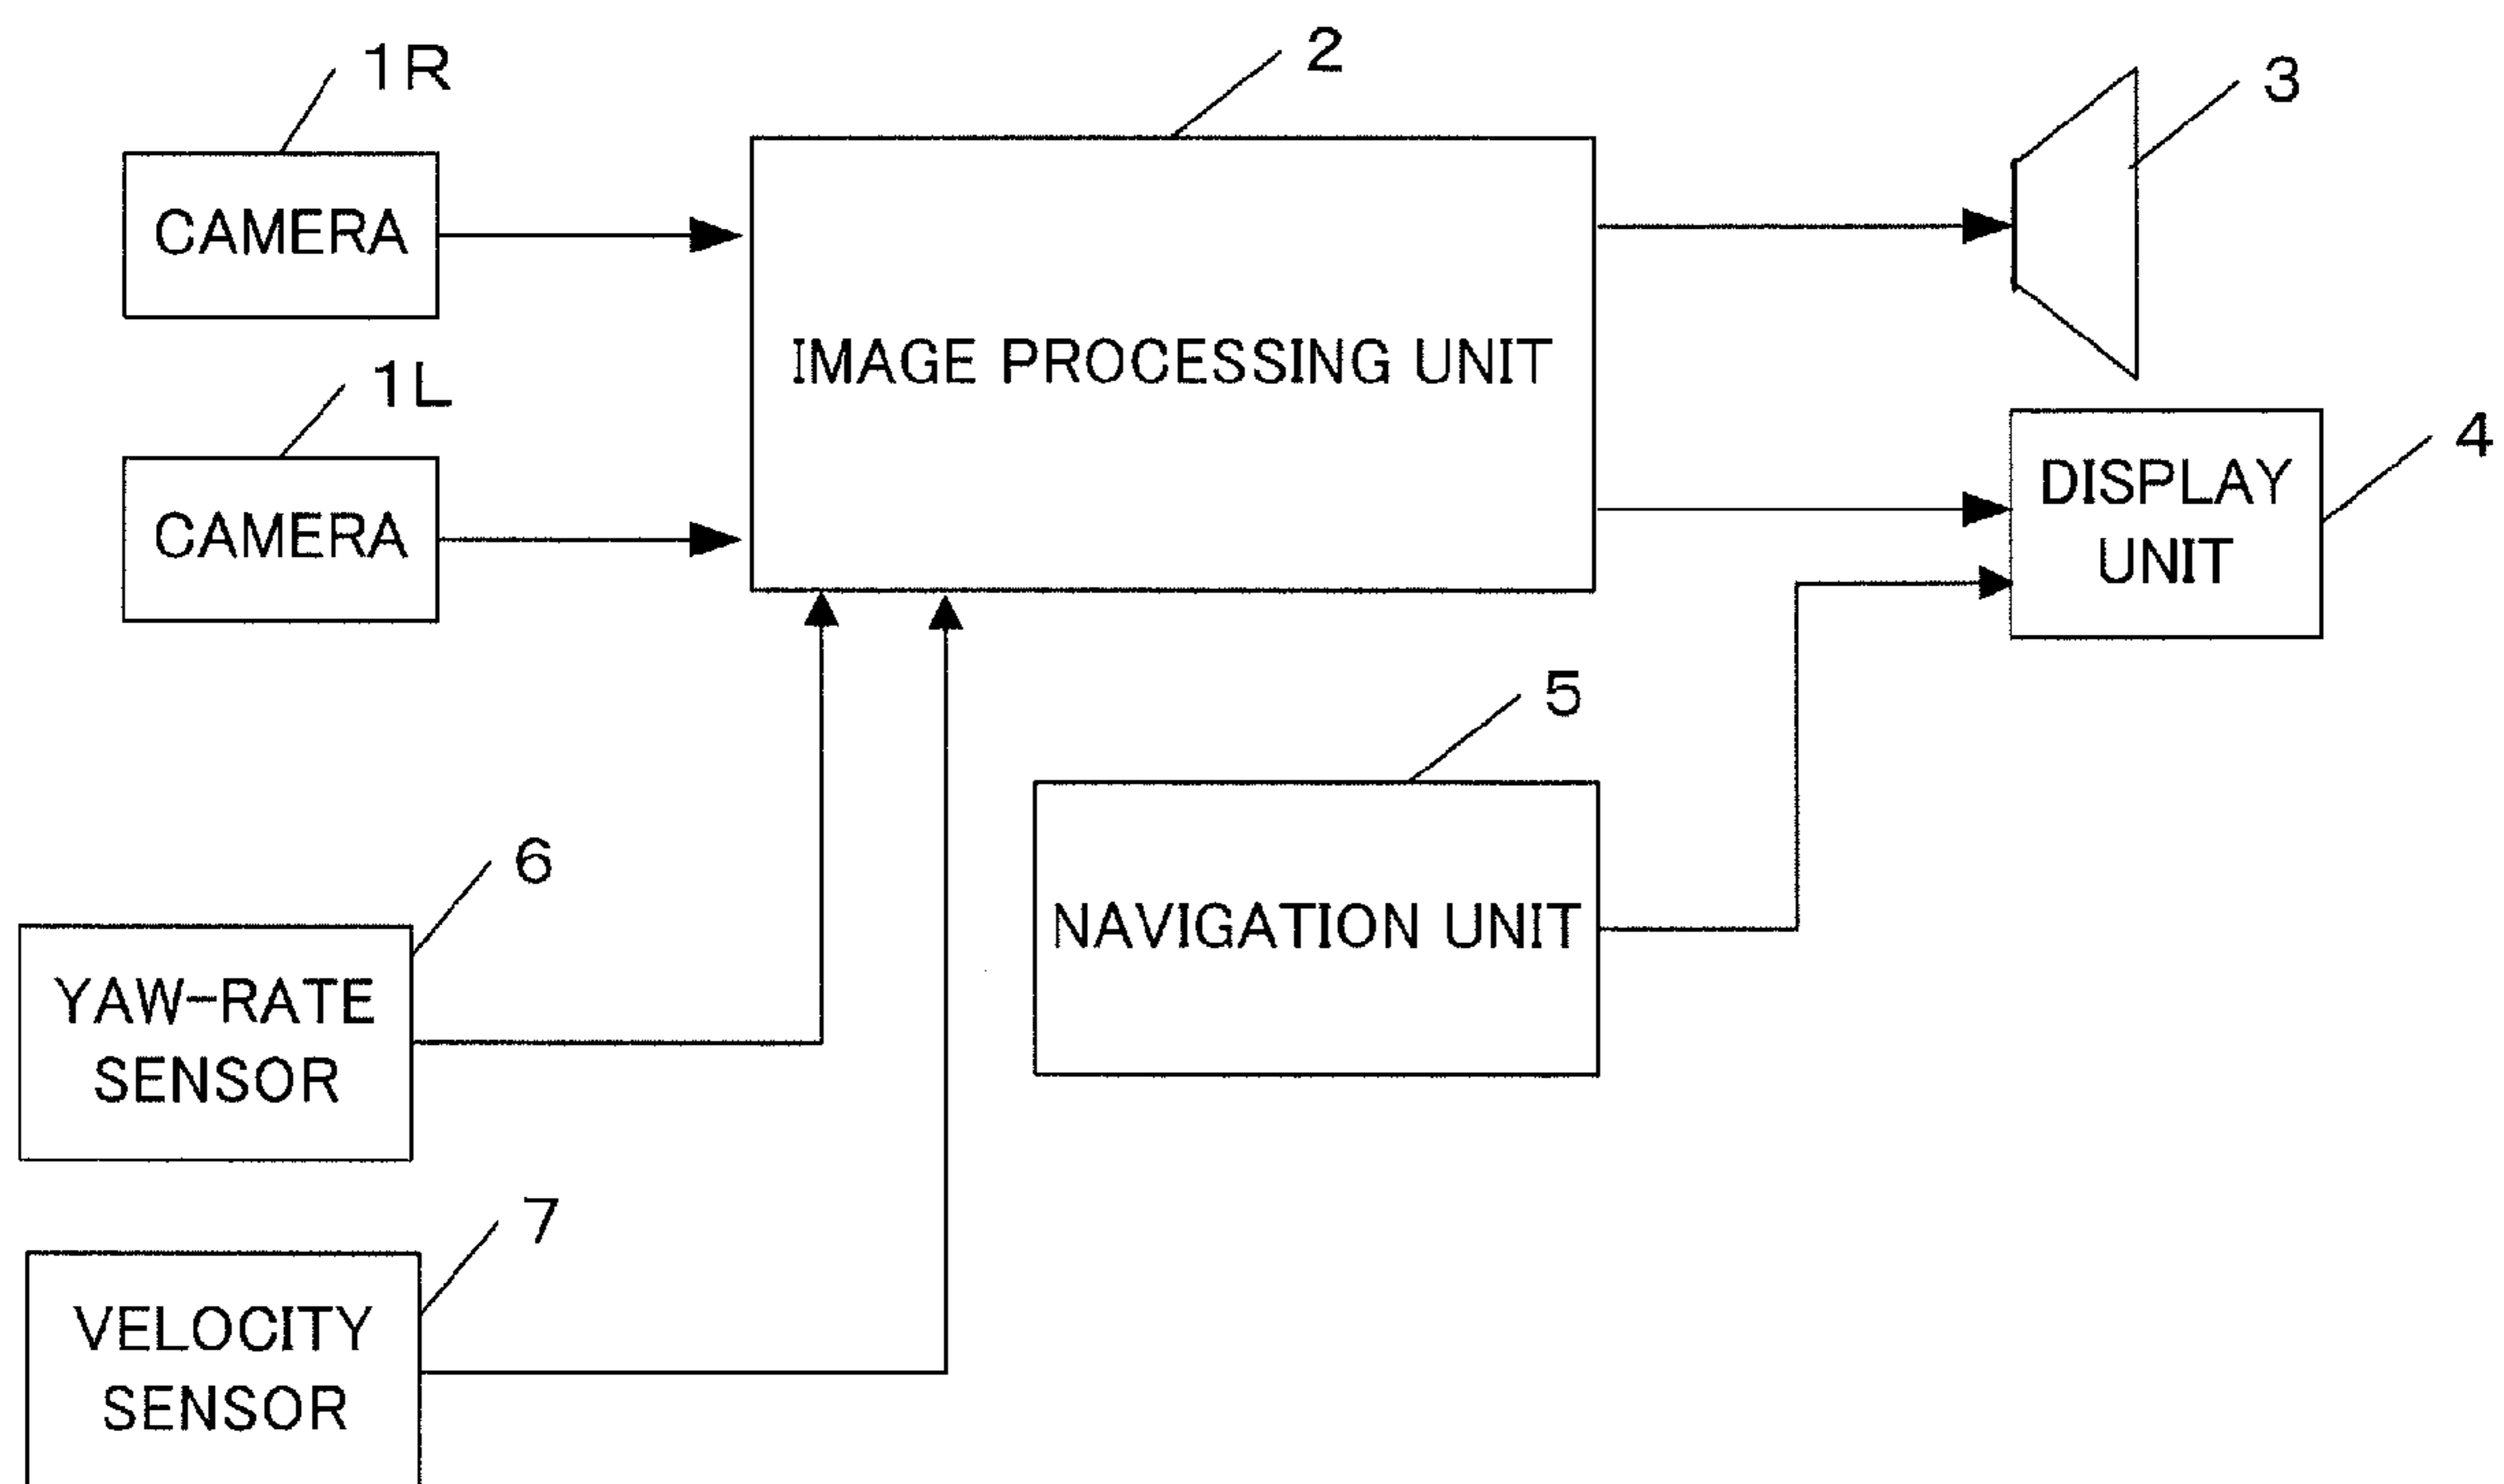 1R
2
3
CAMERA
IMAGE PROCESSING UNIT
1L
CAMERA
4
DISPLAY
UNIT
5
NAVIGATION UNIT
6
YAW-RATE
SENSOR
7
VELOCITY
SENSOR